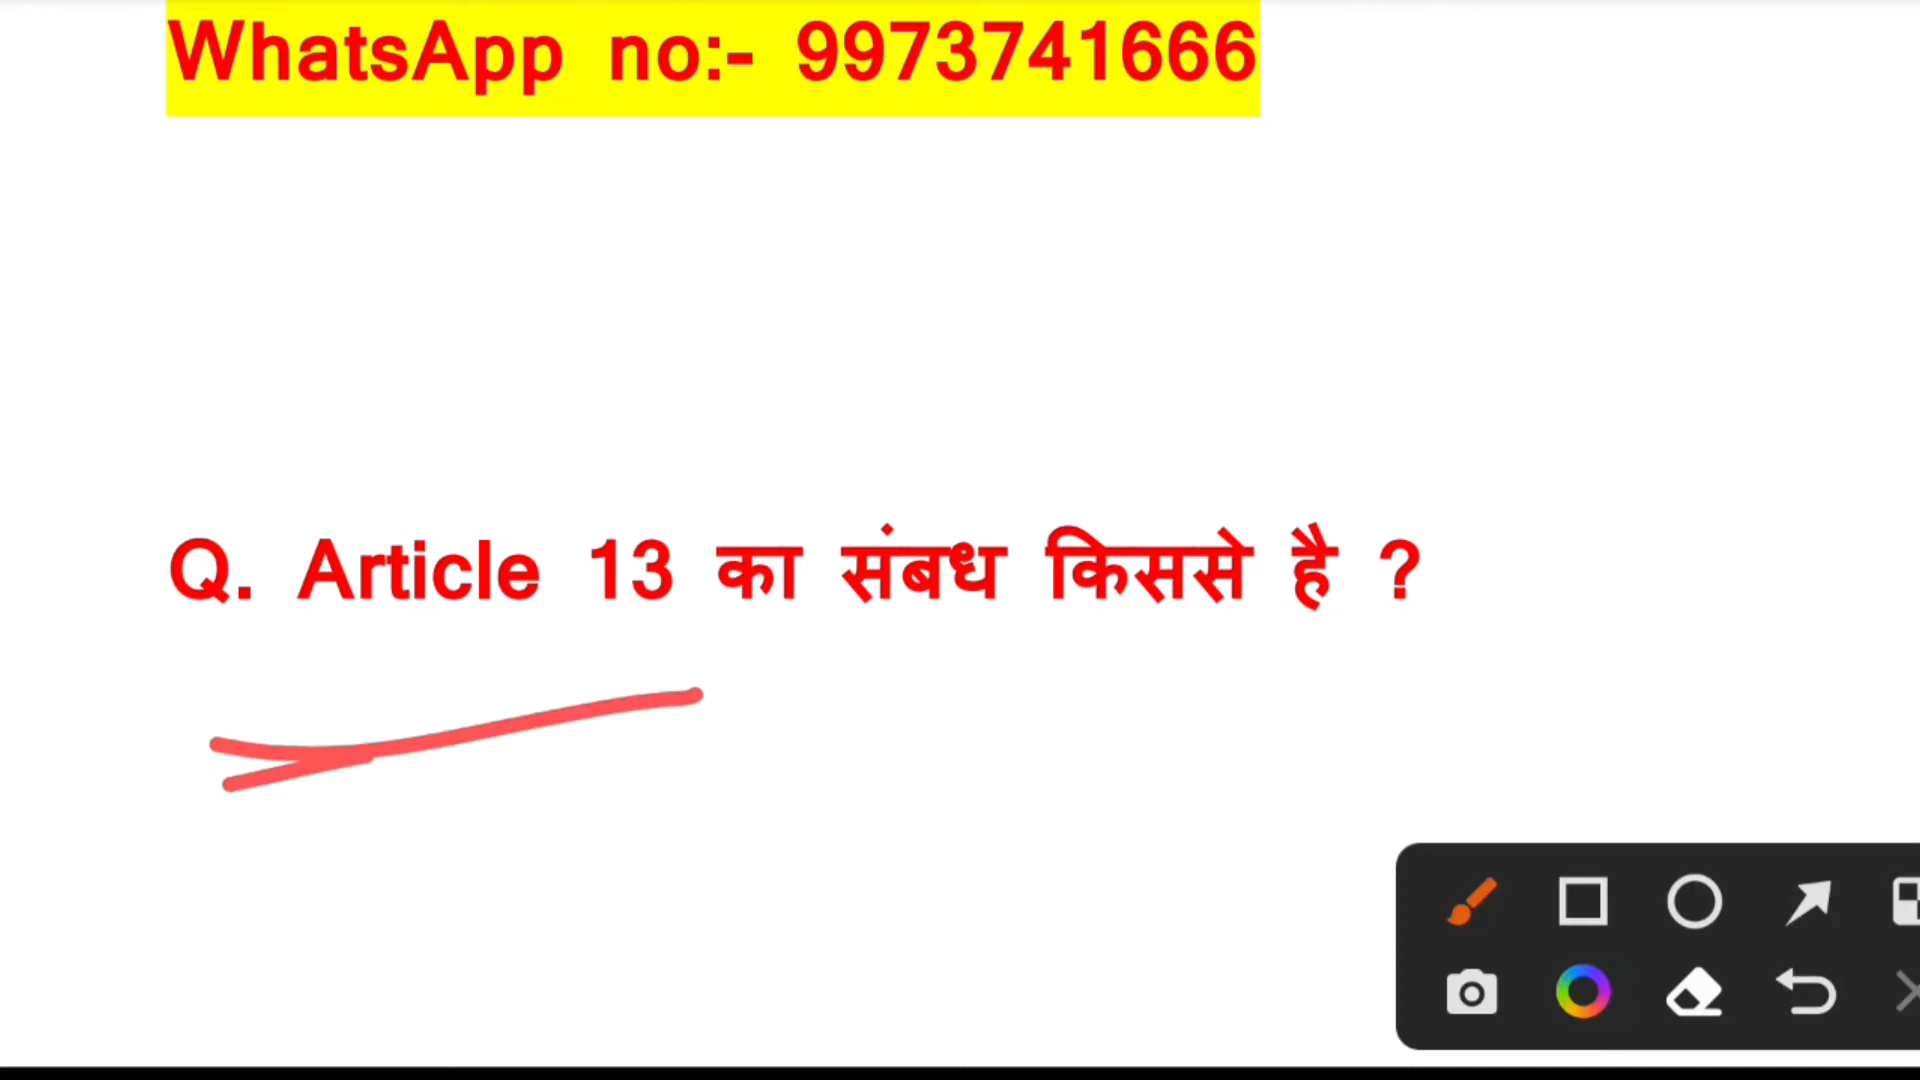 WhatsApp no:- 9973741666
Q. Article 13 का संबध किससे है ?